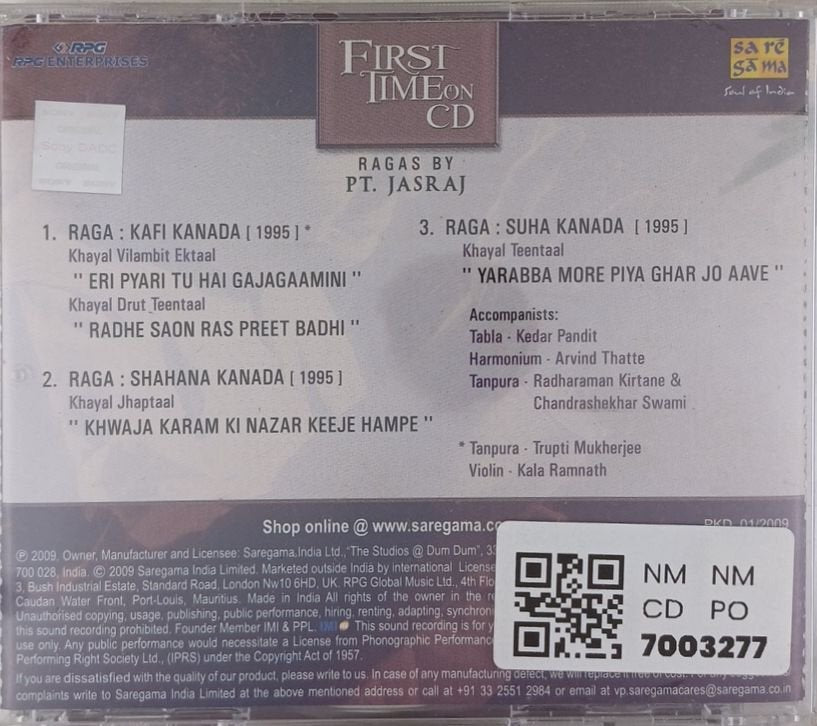 RPG
RPG ENTERPRISES
FIRST
TIME ON
CD
sa rē
gā ma
Soul of India
ORIGINAL
Sony DADC
ORIGINAL
RAGAS BY
PT. JASRAJ
1. RAGA : KAFI KANADA [ 1995 ] *
Khayal Vilambit Ektaal
" ERI PYARI TU HAI GAJAGAAMINI "
Khayal Drut Teentaal
" RADHE SAON RAS PREET BADHI "
2. RAGA : SHAHANA KANADA [ 1995 ]
Khayal Jhaptaal
" KHWAJA KARAM KI NAZAR KEEJE HAMPE "
3. RAGA : SUHA KANADA [ 1995 ]
Khayal Teentaal
" YARABBA MORE PIYA GHAR JO AAVE "
Accompanists:
Tabla - Kedar Pandit
Harmonium - Arvind Thatte
Tanpura - Radharaman Kirtane &
Chandrashekhar Swami
* Tanpura - Trupti Mukherjee
Violin - Kala Ramnath
Shop online @ www.saregama.co
PKD. 01/2009
℗ 2009, Owner, Manufacturer and Licensee: Saregama,India Ltd.,"The Studios @ Dum Dum", 33
700 028, India. © 2009 Saregama India Limited. Marketed outside India by international License
3, Bush Industrial Estate, Standard Road, London Nw10 6HD, UK. RPG Global Music Ltd., 4th Flo
Caudan Water Front, Port-Louis, Mauritius. Made in India All rights of the owner in the re
Unauthorised copying, usage, publishing, public performance, hiring, renting, adapting, synchron
this sound recording prohibited. Founder Member IMI & PPL. IMI This sound recording is for y
use only. Any public performance would necessitate a License from Phonographic Performanc
Performing Right Society Ltd., (IPRS) under the Copyright Act of 1957.
If you are dissatisfied with the quality of our product, please write to us. In case of any manufacturing defect, we will replace it free of cost. For any
complaints write to Saregama India Limited at the above mentioned address or call at +91 33 2551 2984 or email at vp.saregamacares@saregama.co.in
NM NM
CD PO
7003277